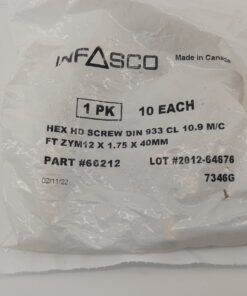 INFASCO
Made in Canada
1 PK 10 EACH
HEX HD SCREW DIN 933 CL 10.9 M/C
FT ZYM12 X 1.75 X 40MM
PART #66212 LOT #2012-64676
02/11/22 7346G